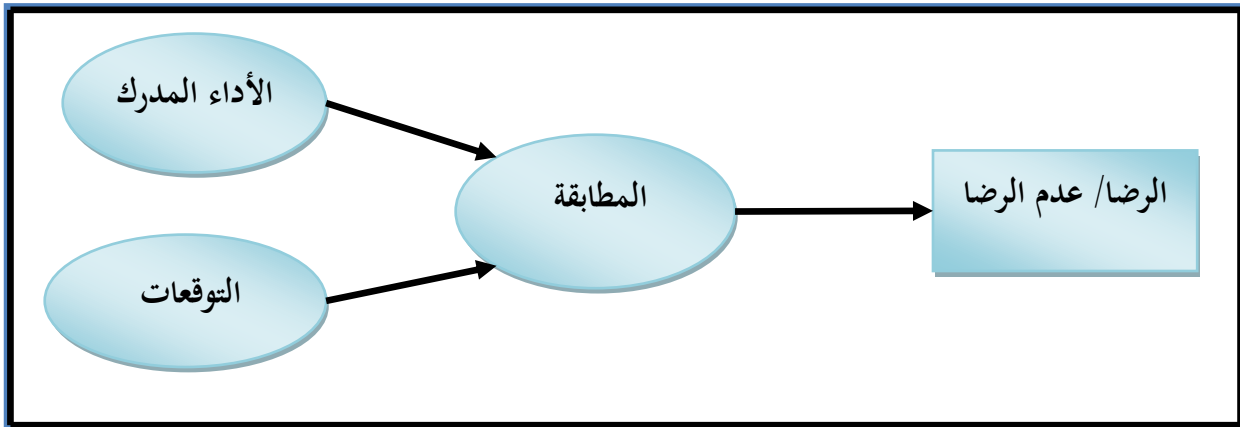 الأداء المدرك
المطابقة
الرضا/ عدم الرضا
التوقعات